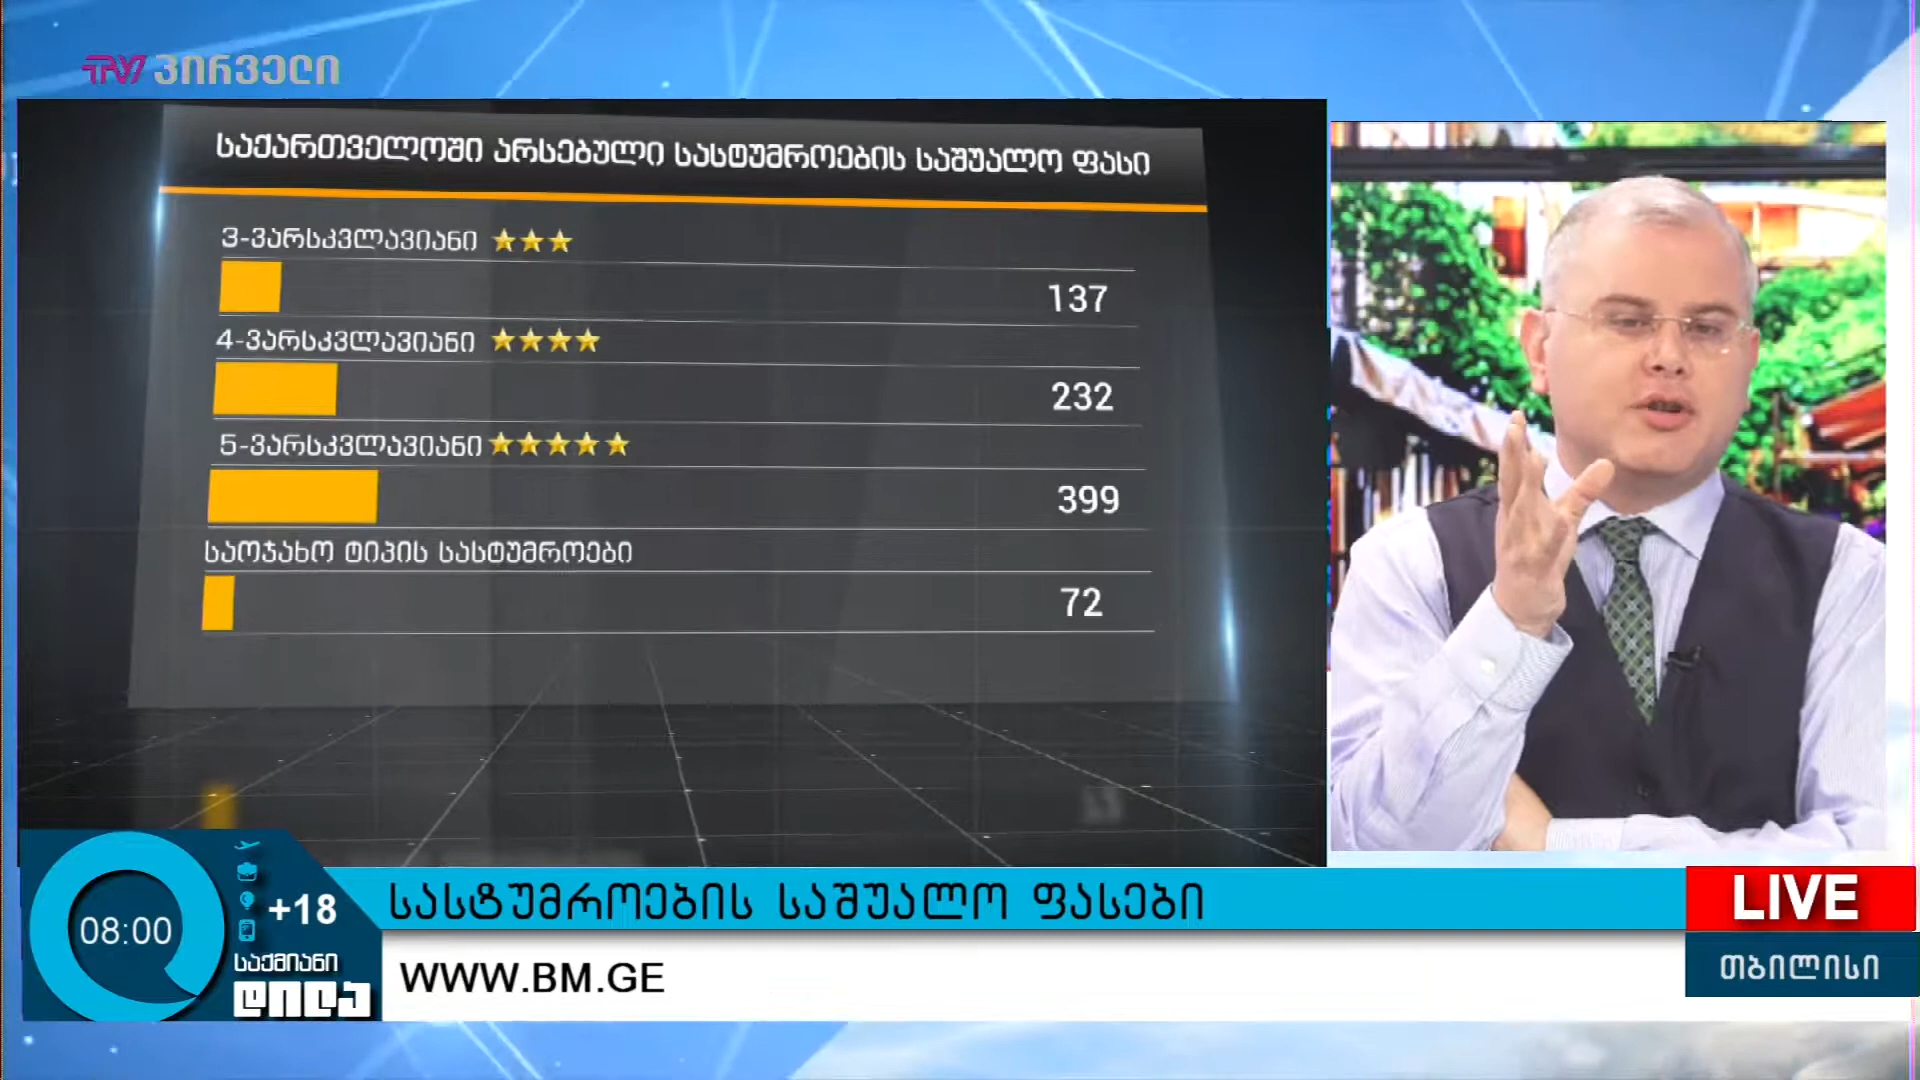 TV პირველი
საქართველოში არსებული სასტუმროების საშუალო ფასი
3-ვარსკვლავიანი
137
4-ვარსკვლავიანი
232
5-ვარსკვლავიანი
399
საოჯახო ტიპის სასტუმროები
72
08:00
+18
საქმიანი
დილა
სასტუმროების საშუალო ფასები
WWW.BM.GE
LIVE
თბილისი